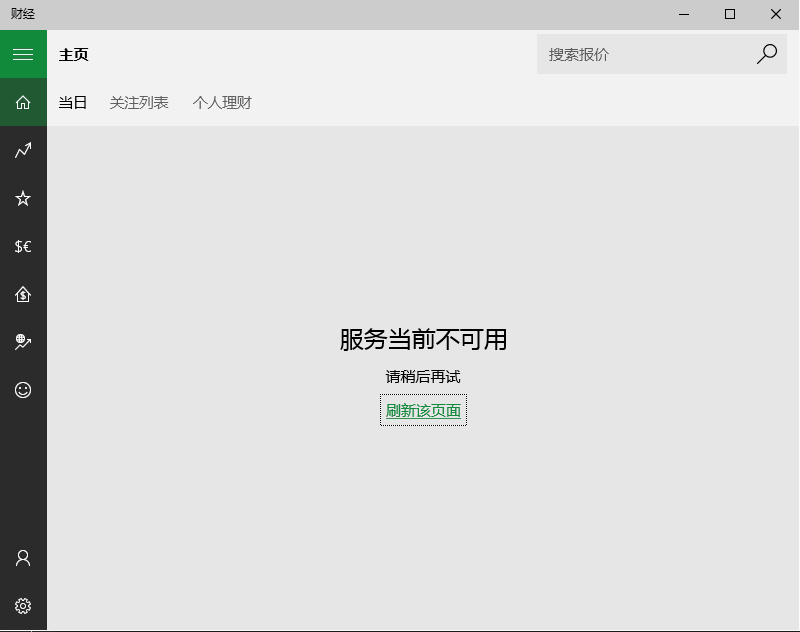 财经
主页
搜索报价
当日 关注列表 个人理财
$€
服务当前不可用
请稍后再试
刷新该页面